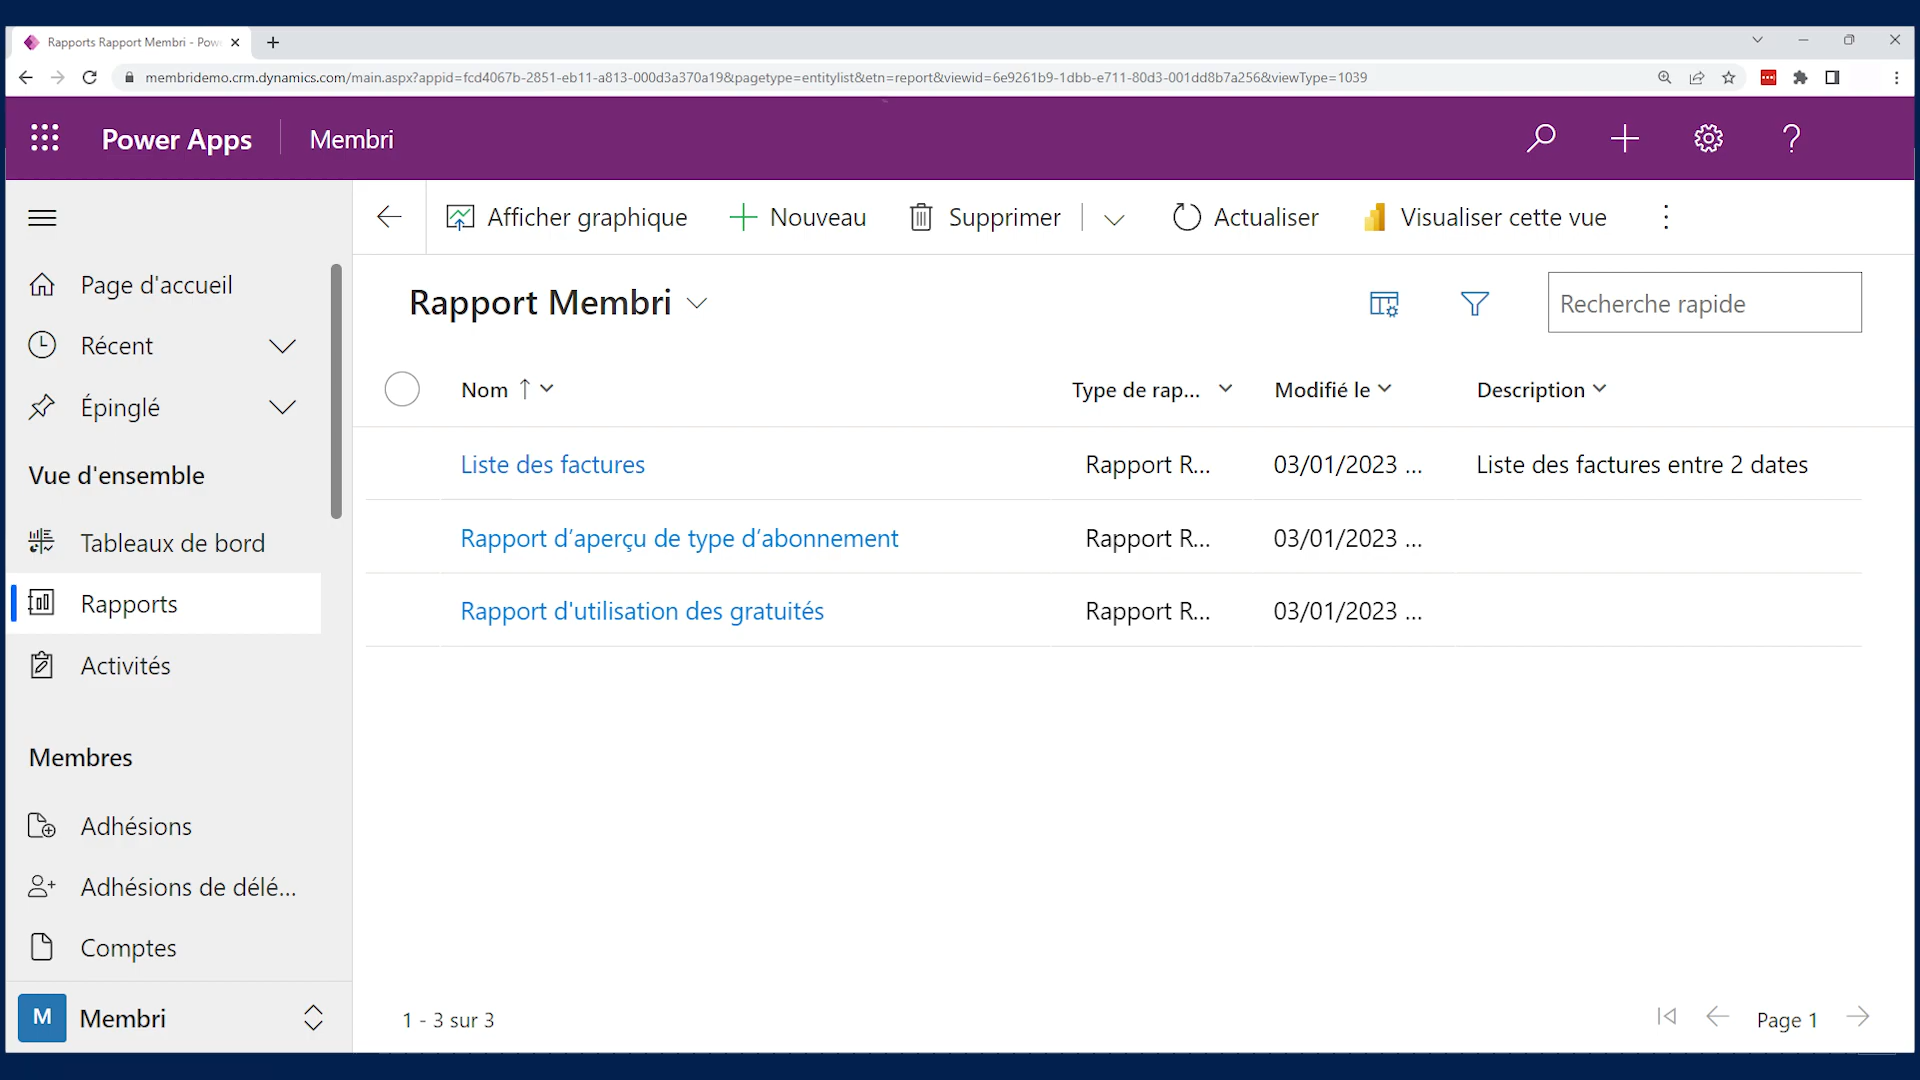 Rapports Rapport Membri - Pow
membridemo.crm.dynamics.com/main.aspx?appid=fcd4067b-2851-eb11-a813-000d3a370a19&pagetype=entitylist&etn=report&viewid=6e9261b9-1dbb-e711-80d3-001dd8b7a256&viewType=1039
Power Apps Membri
Afficher graphique Nouveau Supprimer Actualiser Visualiser cette vue
Page d'accueil
Récent
Épinglé
Vue d'ensemble
Tableaux de bord
Rapports
Activités
Membres
Adhésions
Adhésions de délé...
Comptes
M Membri
Rapport Membri
Recherche rapide
Nom Type de rap... Modifié le Description
Liste des factures Rapport R... 03/01/2023 ... Liste des factures entre 2 dates
Rapport d’aperçu de type d’abonnement Rapport R... 03/01/2023 ...
Rapport d'utilisation des gratuités Rapport R... 03/01/2023 ...
1 - 3 sur 3
Page 1